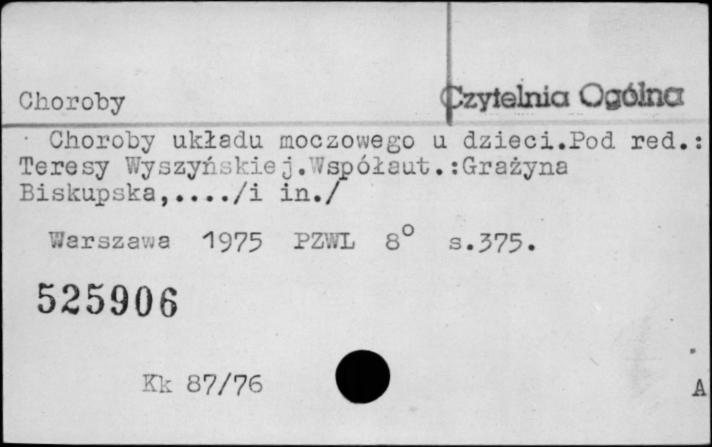 Choroby Czytelnia Ogólna
Choroby układu moczowego u dzieci.Pod red.:
Teresy Wyszyńskiej.Współaut.:Grażyna
Biskupska,..../i in./
Warszawa 1975 PZWL 8° s.375.
525906
Kk 87/76
A